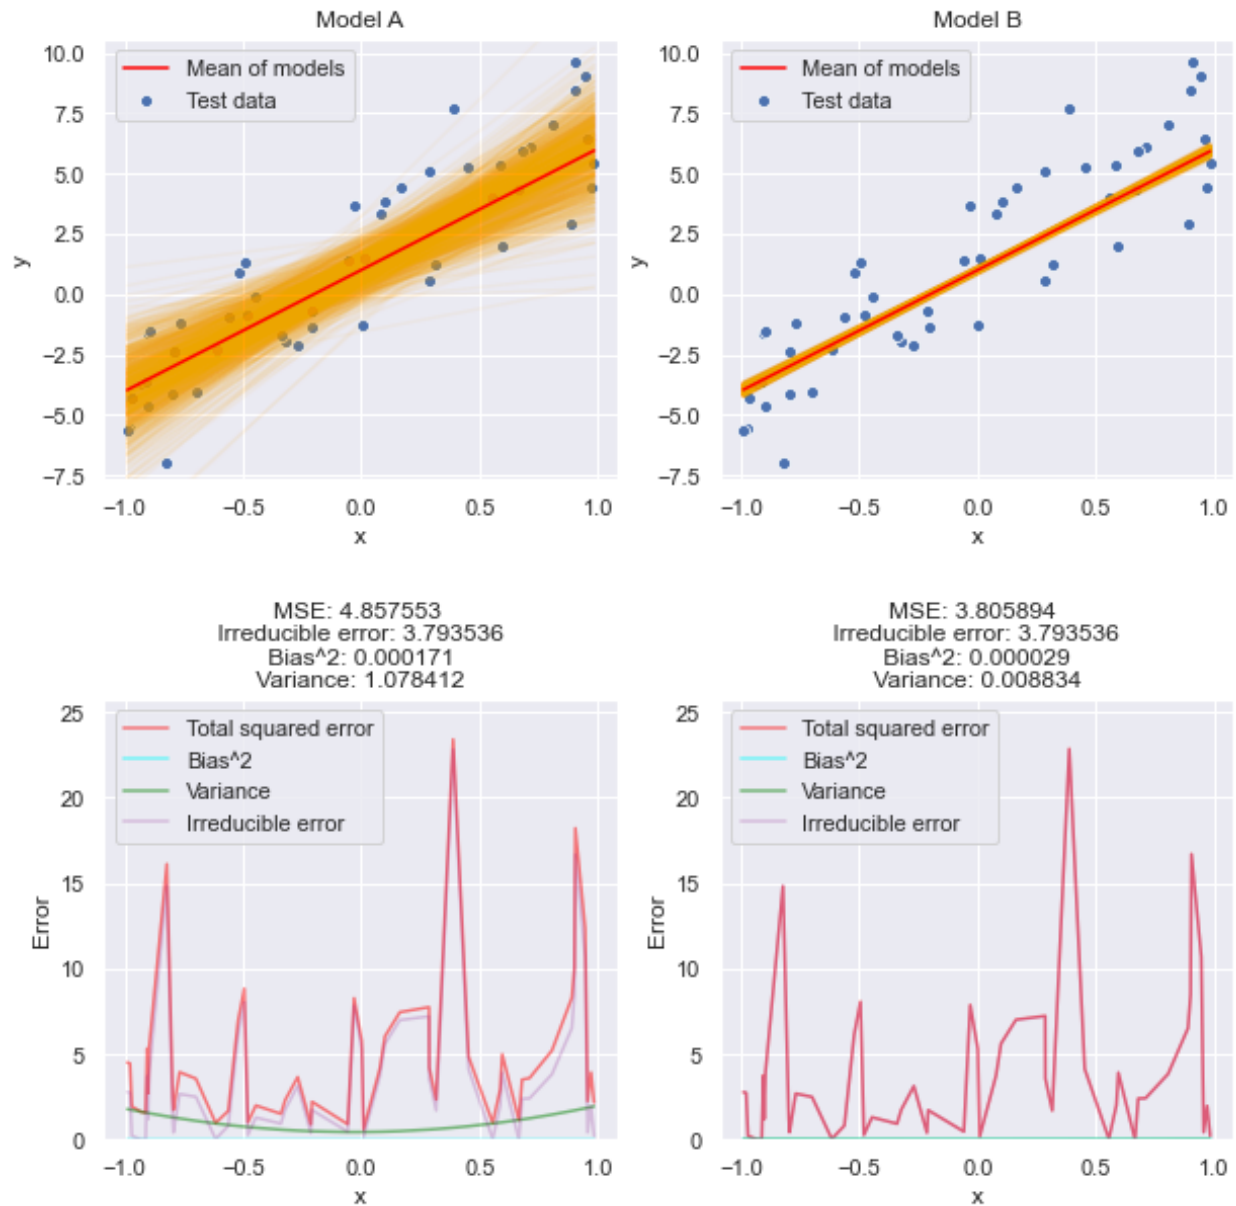 Model A
Mean of models
Test data
10.0
7.5
5.0
2.5
0.0
−2.5
−5.0
−7.5
y
−1.0 −0.5 0.0 0.5 1.0
x
Model B
Mean of models
Test data
10.0
7.5
5.0
2.5
0.0
−2.5
−5.0
−7.5
y
−1.0 −0.5 0.0 0.5 1.0
x
MSE: 4.857553
Irreducible error: 3.793536
Bias^2: 0.000171
Variance: 1.078412
Total squared error
Bias^2
Variance
Irreducible error
25
20
15
10
5
0
Error
−1.0 −0.5 0.0 0.5 1.0
x
MSE: 3.805894
Irreducible error: 3.793536
Bias^2: 0.000029
Variance: 0.008834
Total squared error
Bias^2
Variance
Irreducible error
25
20
15
10
5
0
Error
−1.0 −0.5 0.0 0.5 1.0
x